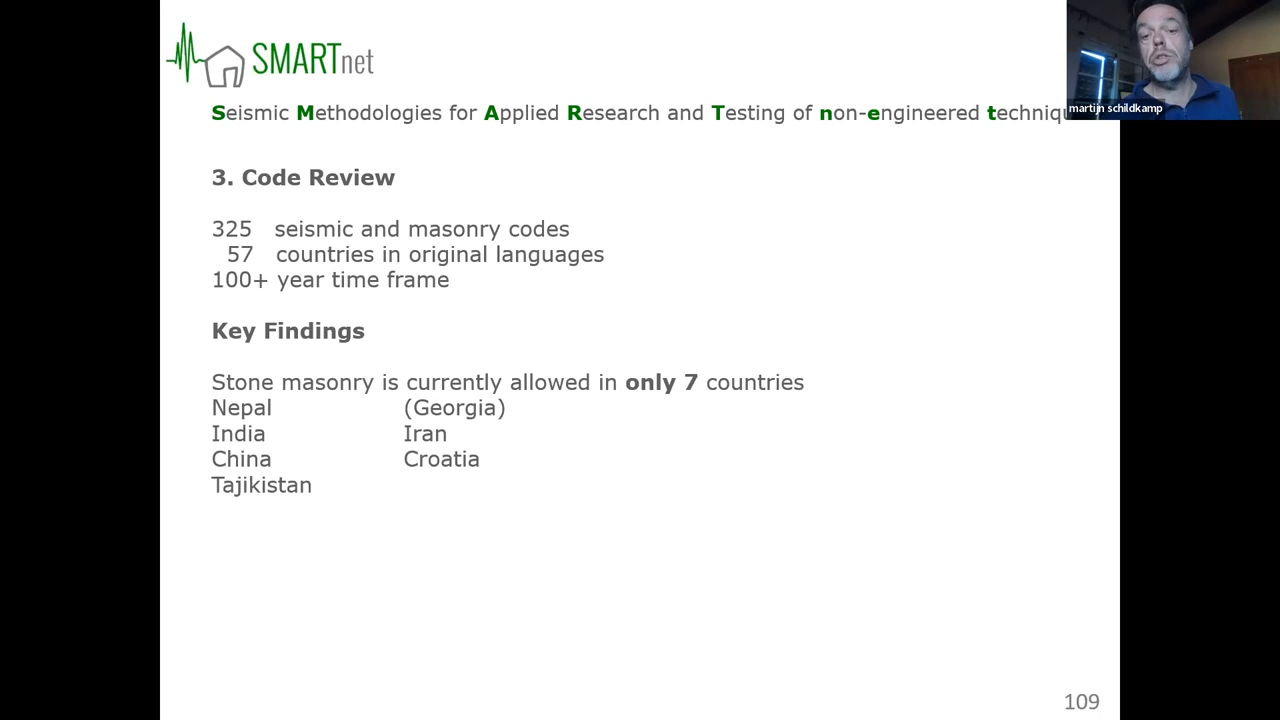 SMARTnet
martijn schildkamp
Seismic Methodologies for Applied Research and Testing of non-engineered
3. Code Review
325 seismic and masonry codes
57 countries in original languages
100+ year time frame
Key Findings
Stone masonry is currently allowed in only 7 countries
Nepal (Georgia)
India Iran
China Croatia
Tajikistan
109